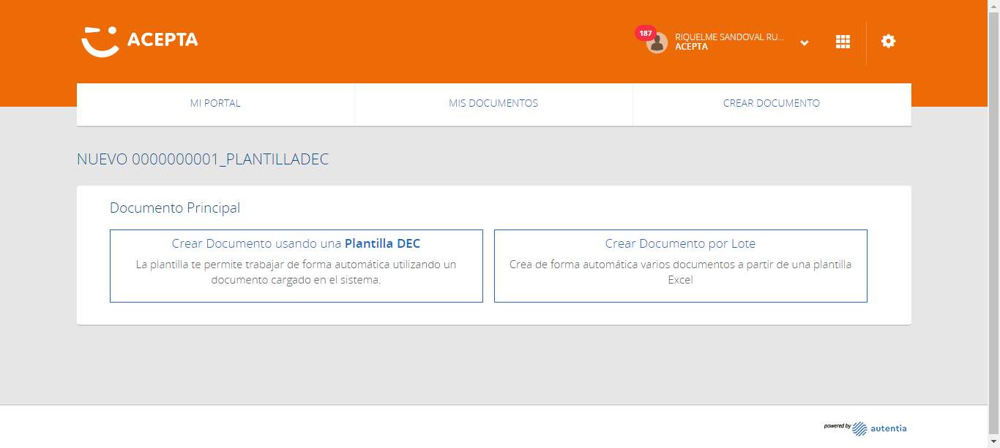 ACEPTA
187
RIQUELME SANDOVAL RU...
ACEPTA
MI PORTAL
MIS DOCUMENTOS
CREAR DOCUMENTO
NUEVO 0000000001_PLANTILLADEC
Documento Principal
Crear Documento usando una Plantilla DEC
La plantilla te permite trabajar de forma automática utilizando un
documento cargado en el sistema.
Crear Documento por Lote
Crea de forma automática varios documentos a partir de una plantilla
Excel
powered by autentia